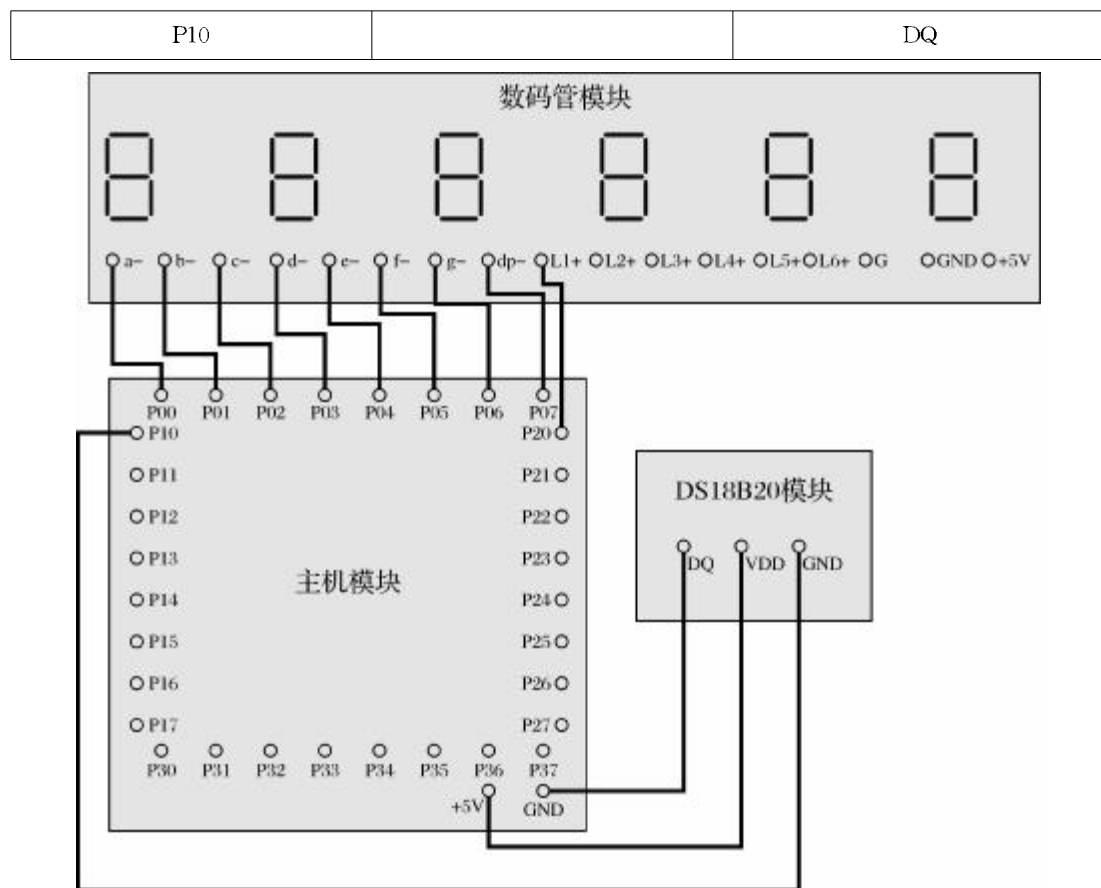 P10 DQ
数码管模块
a- b- c- d- e- f- g- dp- L1+ L2+ L3+ L4+ L5+ L6+ G GND +5V
P00 P01 P02 P03 P04 P05 P06 P07
P10 P20
P11 P21
DS18B20模块
P12 P22
P13 P23
DQ VDD GND
主机模块
P14 P24
P15 P25
P16 P26
P17 P27
P30 P31 P32 P33 P34 P35 P36 P37
+5V GND